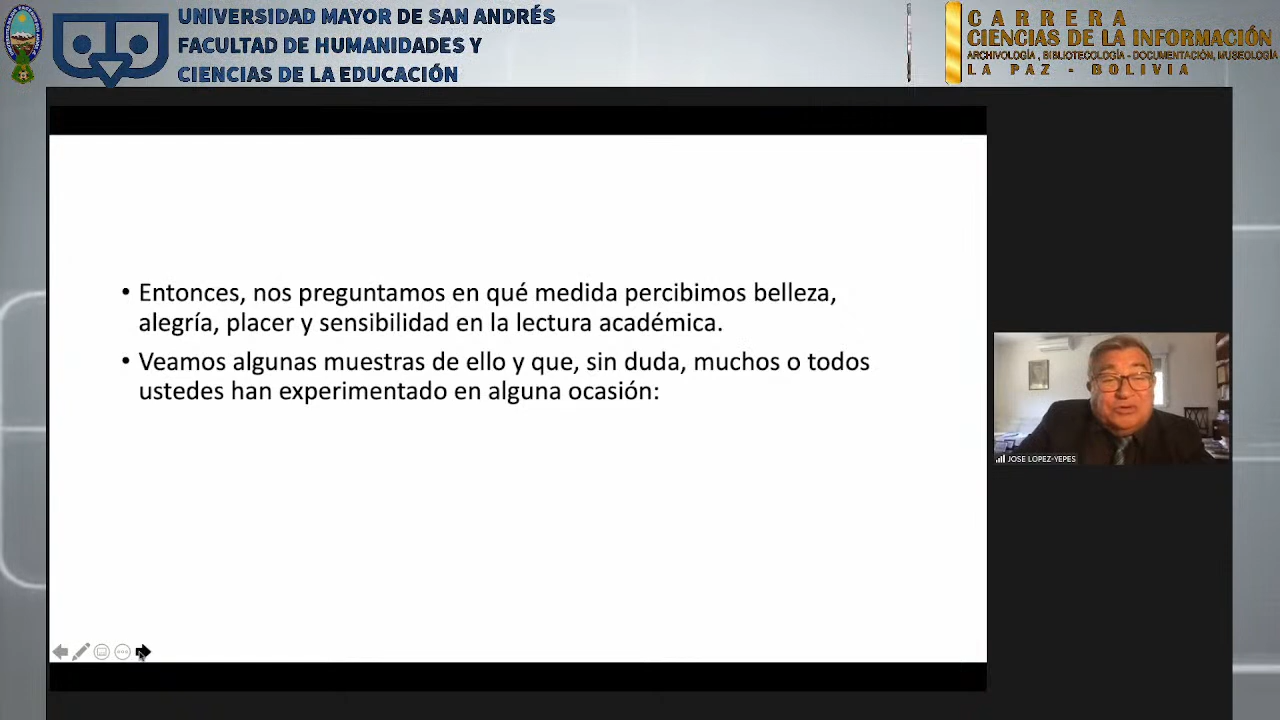 UNIVERSIDAD MAYOR DE SAN ANDRÉS
FACULTAD DE HUMANIDADES Y
CIENCIAS DE LA EDUCACIÓN
CARRERA
CIENCIAS DE LA INFORMACIÓN
ARCHIVOLOGÍA, BIBLIOTECOLOGÍA - DOCUMENTACIÓN, MUSEOLOGÍA
LA PAZ - BOLIVIA
• Entonces, nos preguntamos en qué medida percibimos belleza,
alegría, placer y sensibilidad en la lectura académica.
• Veamos algunas muestras de ello y que, sin duda, muchos o todos
ustedes han experimentado en alguna ocasión:
JOSE LOPEZ-YEPES